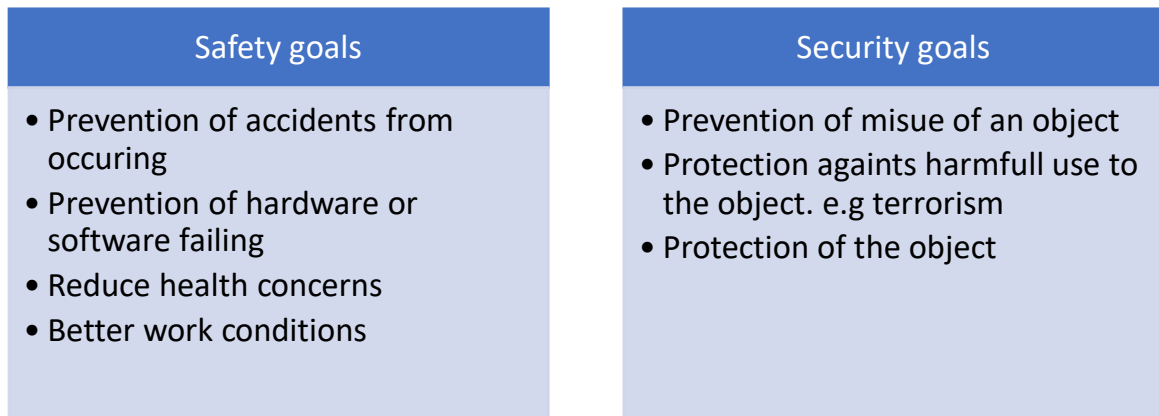 Safety goals
• Prevention of accidents from
occuring
• Prevention of hardware or
software failing
• Reduce health concerns
• Better work conditions
Security goals
• Prevention of misue of an object
• Protection againts harmfull use to
the object. e.g terrorism
• Protection of the object